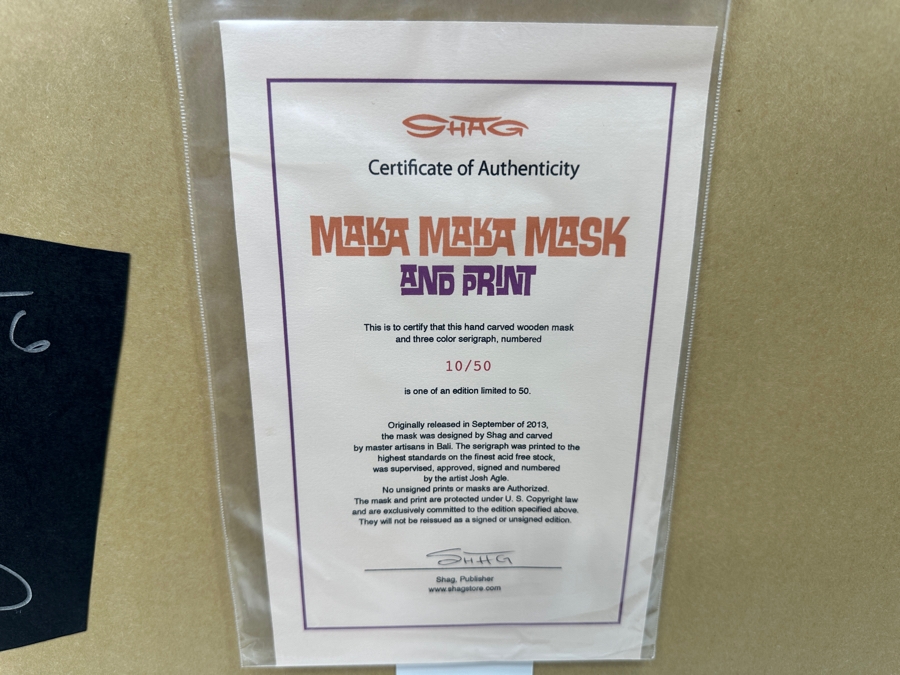 SHAG
Certificate of Authenticity
MAKA MAKA MASK
AND PRINT
This is to certify that this hand carved wooden mask
and three color serigraph, numbered
10/50
is one of an edition limited to 50.
Originally released in September of 2013,
the mask was designed by Shag and carved
by master artisans in Bali. The serigraph was printed to the
highest standards on the finest acid free stock,
was supervised, approved, signed and numbered
by the artist Josh Agle.
No unsigned prints or masks are Authorized.
The mask and print are protected under U. S. Copyright law
and are exclusively committed to the edition specified above.
They will not be reissued as a signed or unsigned edition.
SHAG
Shag, Publisher
www.shagstore.com
6